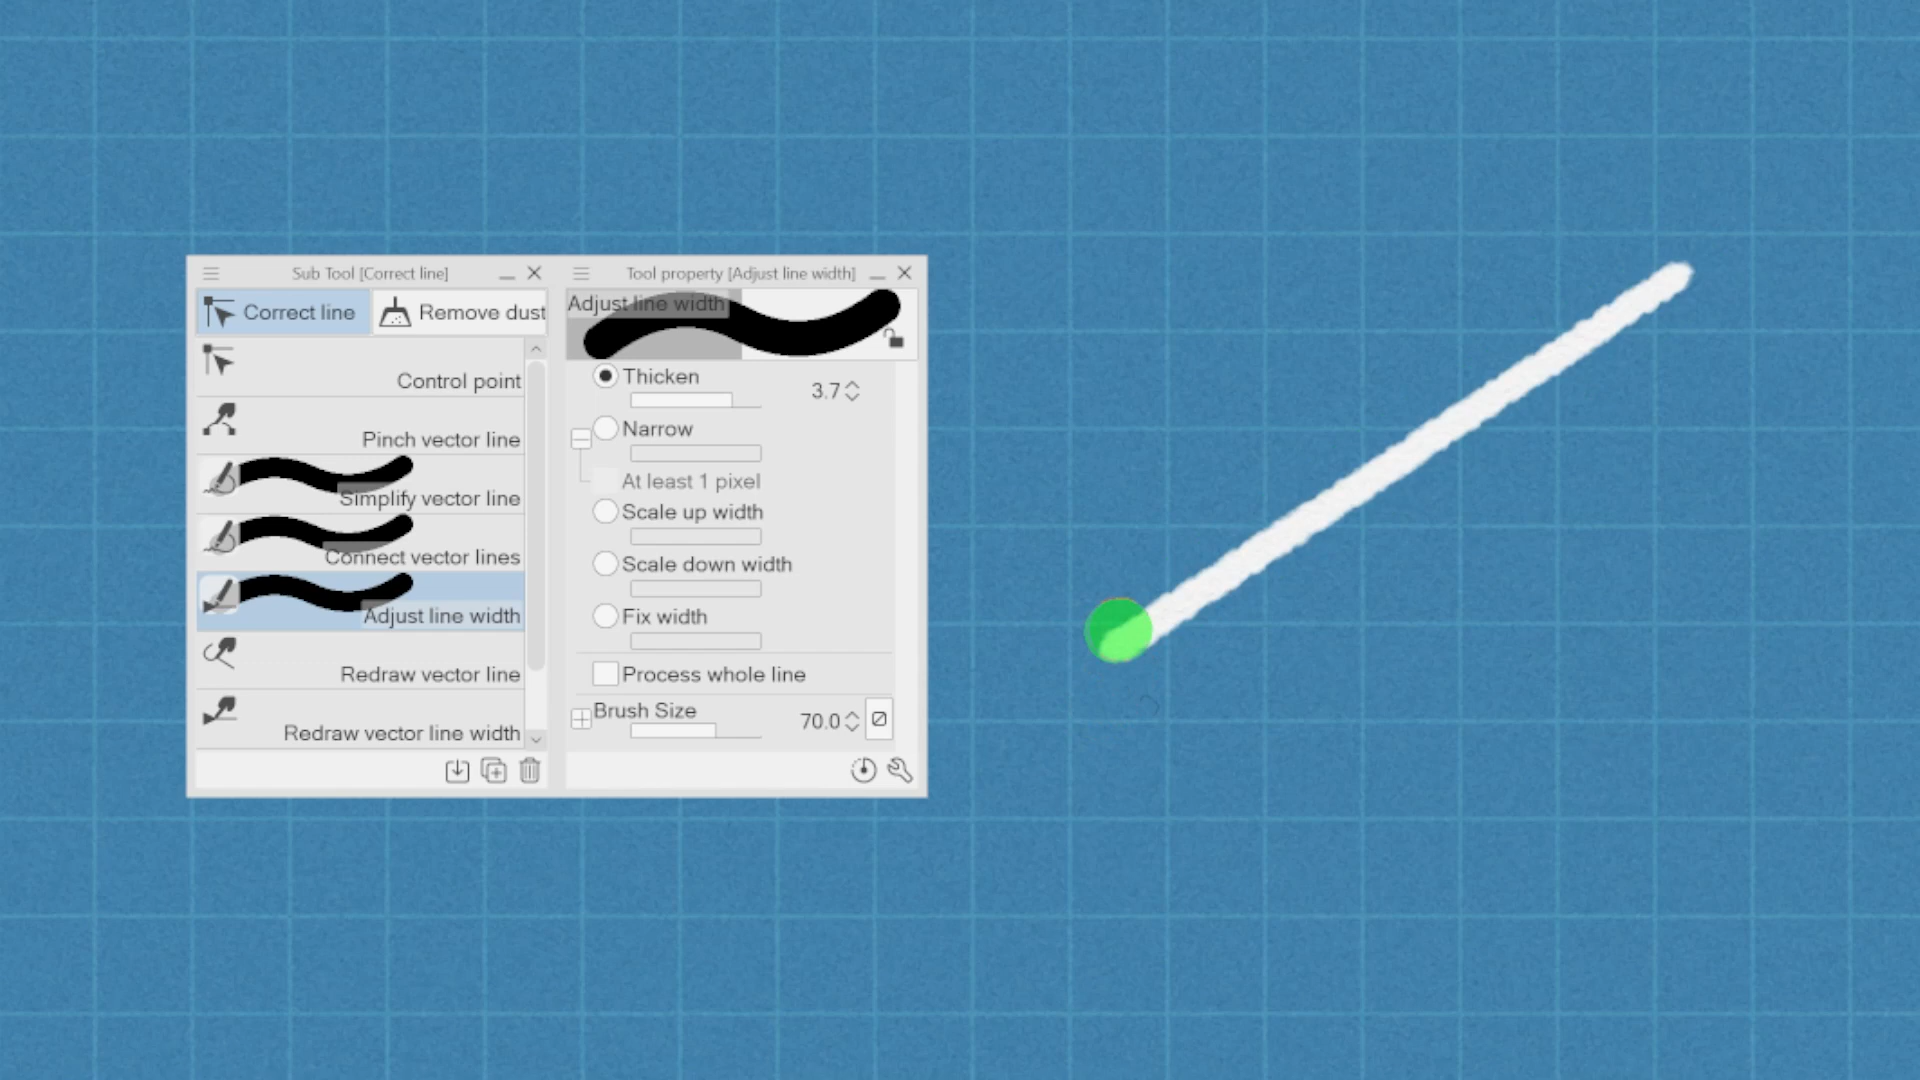 Sub Tool [Correct line]
Correct line
Remove dust
Control point
Pinch vector line
Simplify vector line
Connect vector lines
Adjust line width
Redraw vector line
Redraw vector line width
Tool property [Adjust line width]
Adjust line width
Thicken
3.7
Narrow
At least 1 pixel
Scale up width
Scale down width
Fix width
Process whole line
Brush Size
70.0